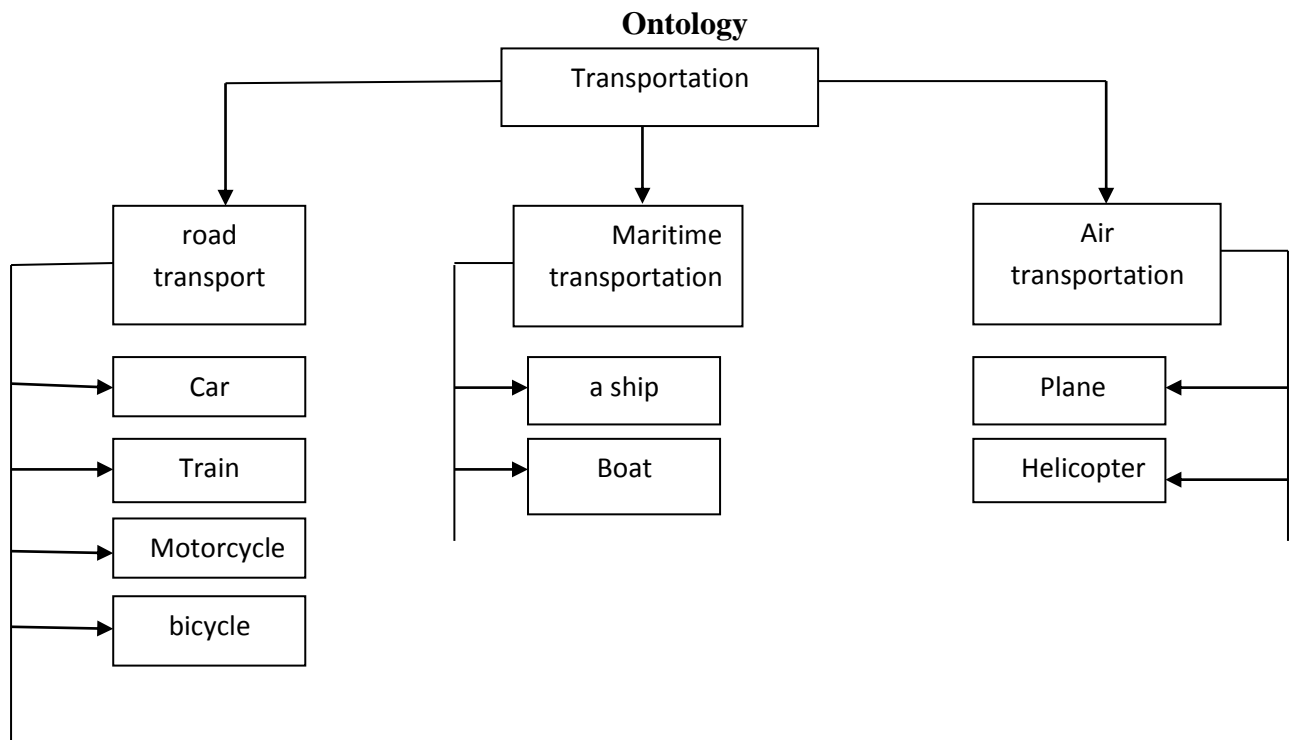 Ontology
Transportation
road
transport
Maritime
transportation
Air
transportation
Car
Train
Motorcycle
bicycle
a ship
Boat
Plane
Helicopter